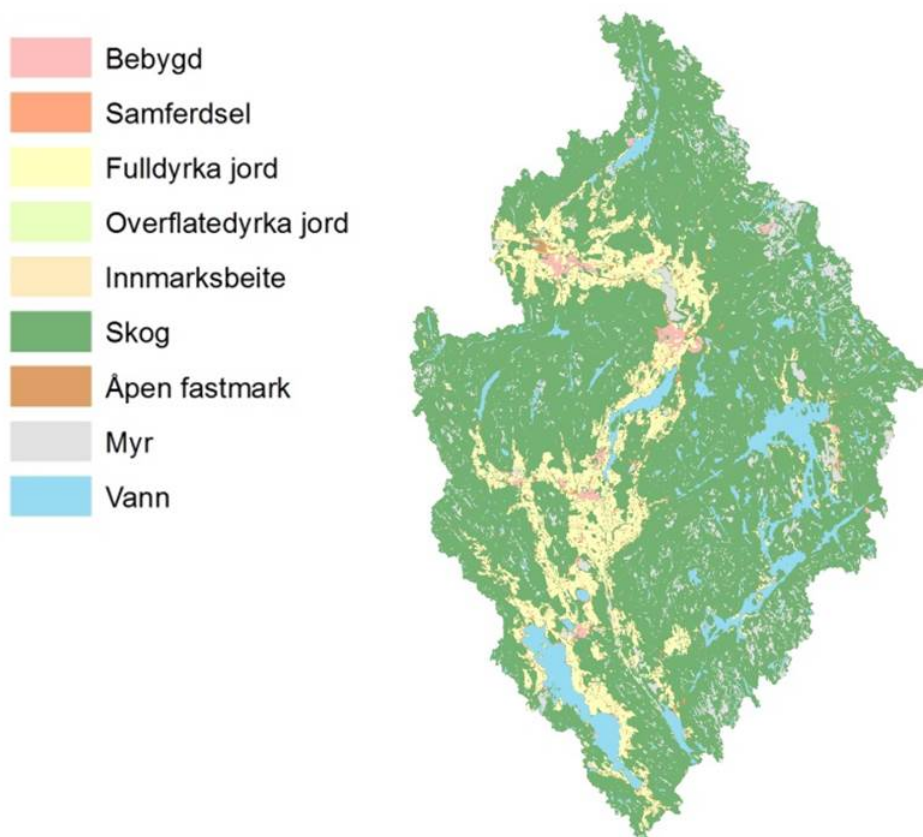 Bebygd
Samferdsel
Fulldyrka jord
Overflatedyrka jord
Innmarksbeite
Skog
Åpen fastmark
Myr
Vann